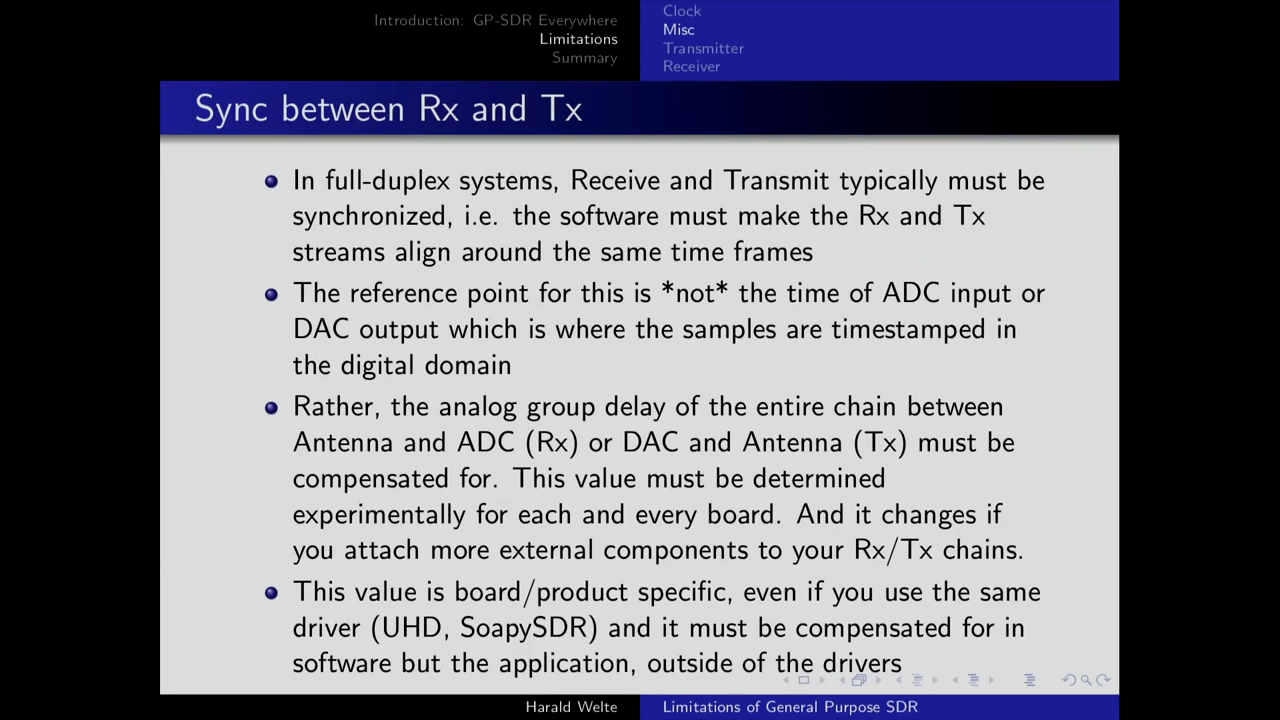 Introduction: GP-SDR Everywhere
Limitations
Summary
Clock
Misc
Transmitter
Receiver
Sync between Rx and Tx
In full-duplex systems, Receive and Transmit typically must be
synchronized, i.e. the software must make the Rx and Tx
streams align around the same time frames
The reference point for this is *not* the time of ADC input or
DAC output which is where the samples are timestamped in
the digital domain
Rather, the analog group delay of the entire chain between
Antenna and ADC (Rx) or DAC and Antenna (Tx) must be
compensated for. This value must be determined
experimentally for each and every board. And it changes if
you attach more external components to your Rx/Tx chains.
This value is board/product specific, even if you use the same
driver (UHD, SoapySDR) and it must be compensated for in
software but the application, outside of the drivers
Harald Welte
Limitations of General Purpose SDR